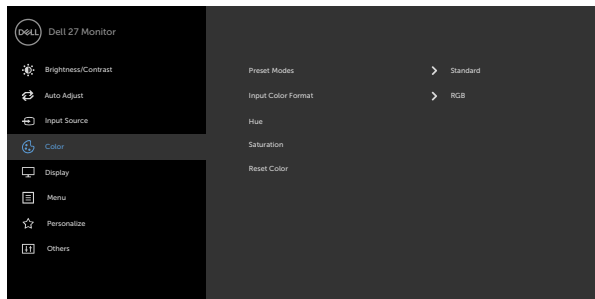 DELL Dell 27 Monitor
Brightness/Contrast
Auto Adjust
Input Source
Color
Display
Menu
Personalize
Others
Preset Modes Standard
Input Color Format RGB
Hue
Saturation
Reset Color